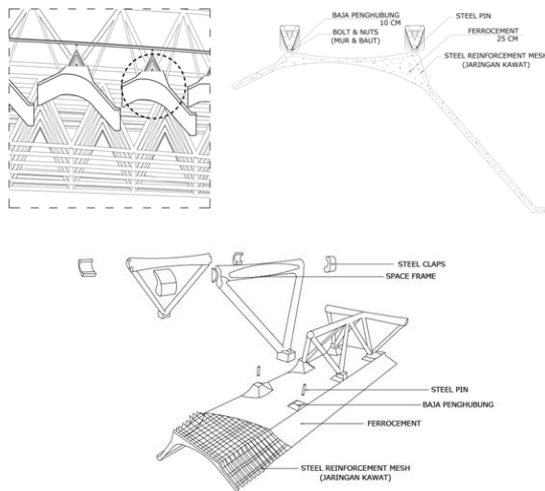 BAJA PENGHUBUNG
10 CM
BOLT & NUTS
(MUR & BAUT)
STEEL PIN
FERROCEMENT
25 CM
STEEL REINFORCEMENT MESH
(JARINGAN KAWAT)
STEEL CLAPS
SPACE FRAME
STEEL PIN
BAJA PENGHUBUNG
FERROCEMENT
STEEL REINFORCEMENT MESH
(JARINGAN KAWAT)